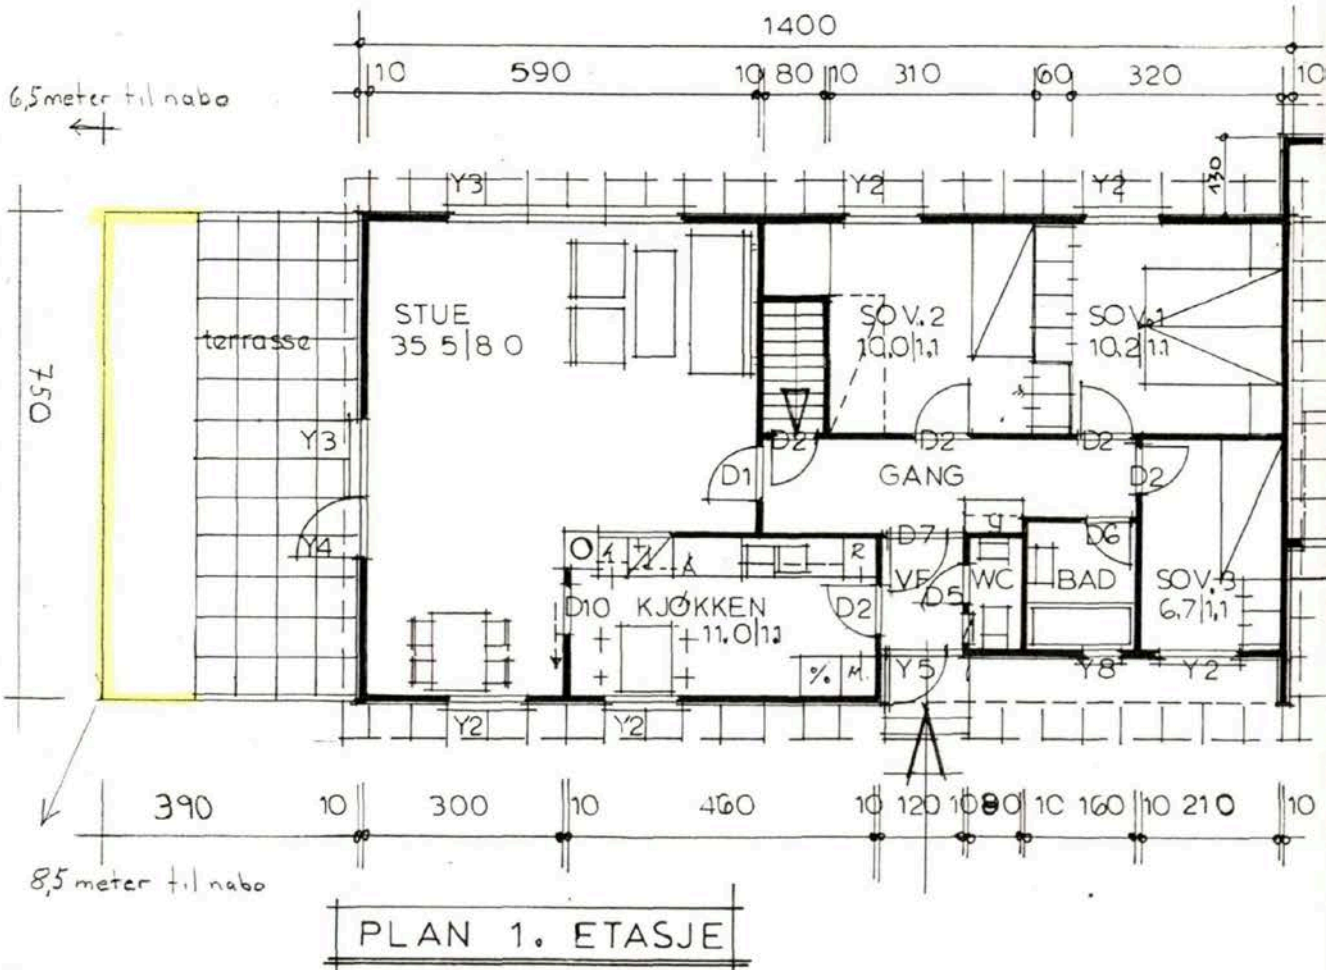 1400
10 590 10 80 10 310 60 320 10
6,5 meter til nabo
130
Y3 Y2 Y2
750
terrasse
STUE
35 5|8 0
SOV.2
10.0|1.1
SOV.1
10.2|1.1
Y3
D1 D2 D2 D2 D2
GANG
Y4
D7 D6
R
VF WC BAD
D5
SOV.3
6.7|1.1
D10 KJØKKEN D2
11.0|1.1
% M.
Y5 Y8 Y2
Y2 Y2
390 10 300 10 460 10 120 10 10 160 10 210 10
8,5 meter til nabo
PLAN 1. ETASJE